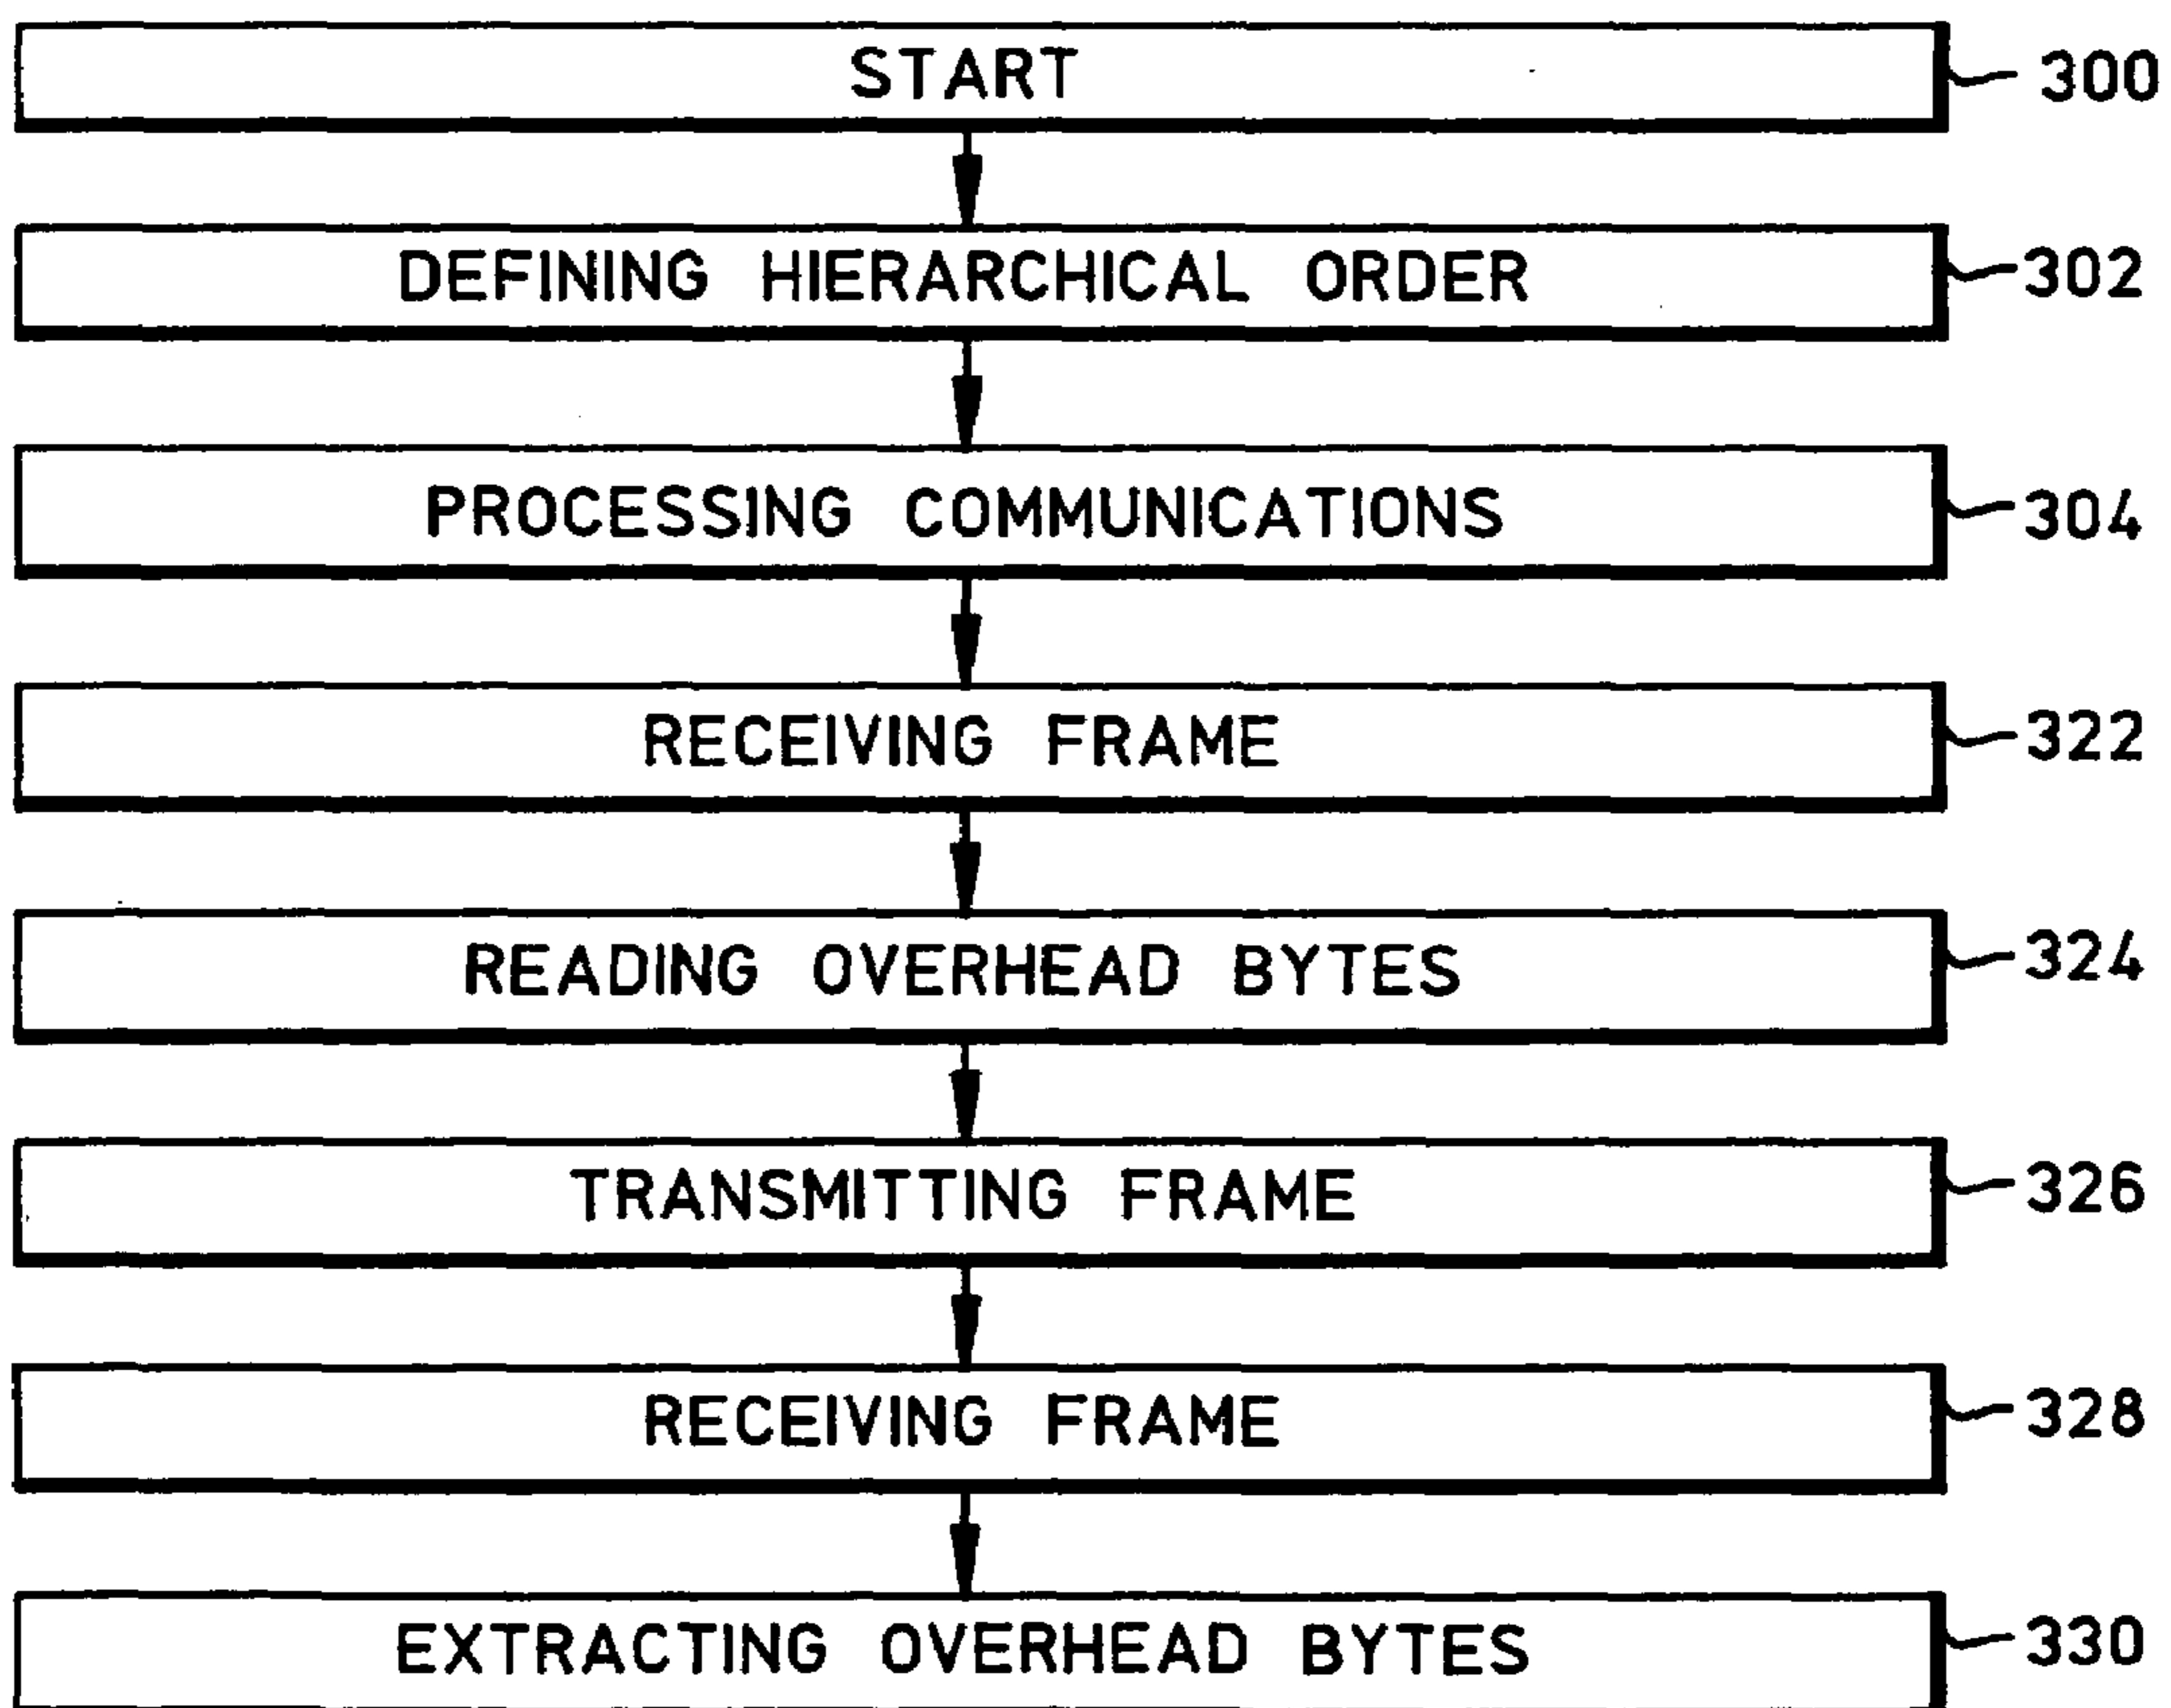 START 300
DEFINING HIERARCHICAL ORDER 302
PROCESSING COMMUNICATIONS 304
RECEIVING FRAME 322
READING OVERHEAD BYTES 324
TRANSMITTING FRAME 326
RECEIVING FRAME 328
EXTRACTING OVERHEAD BYTES 330